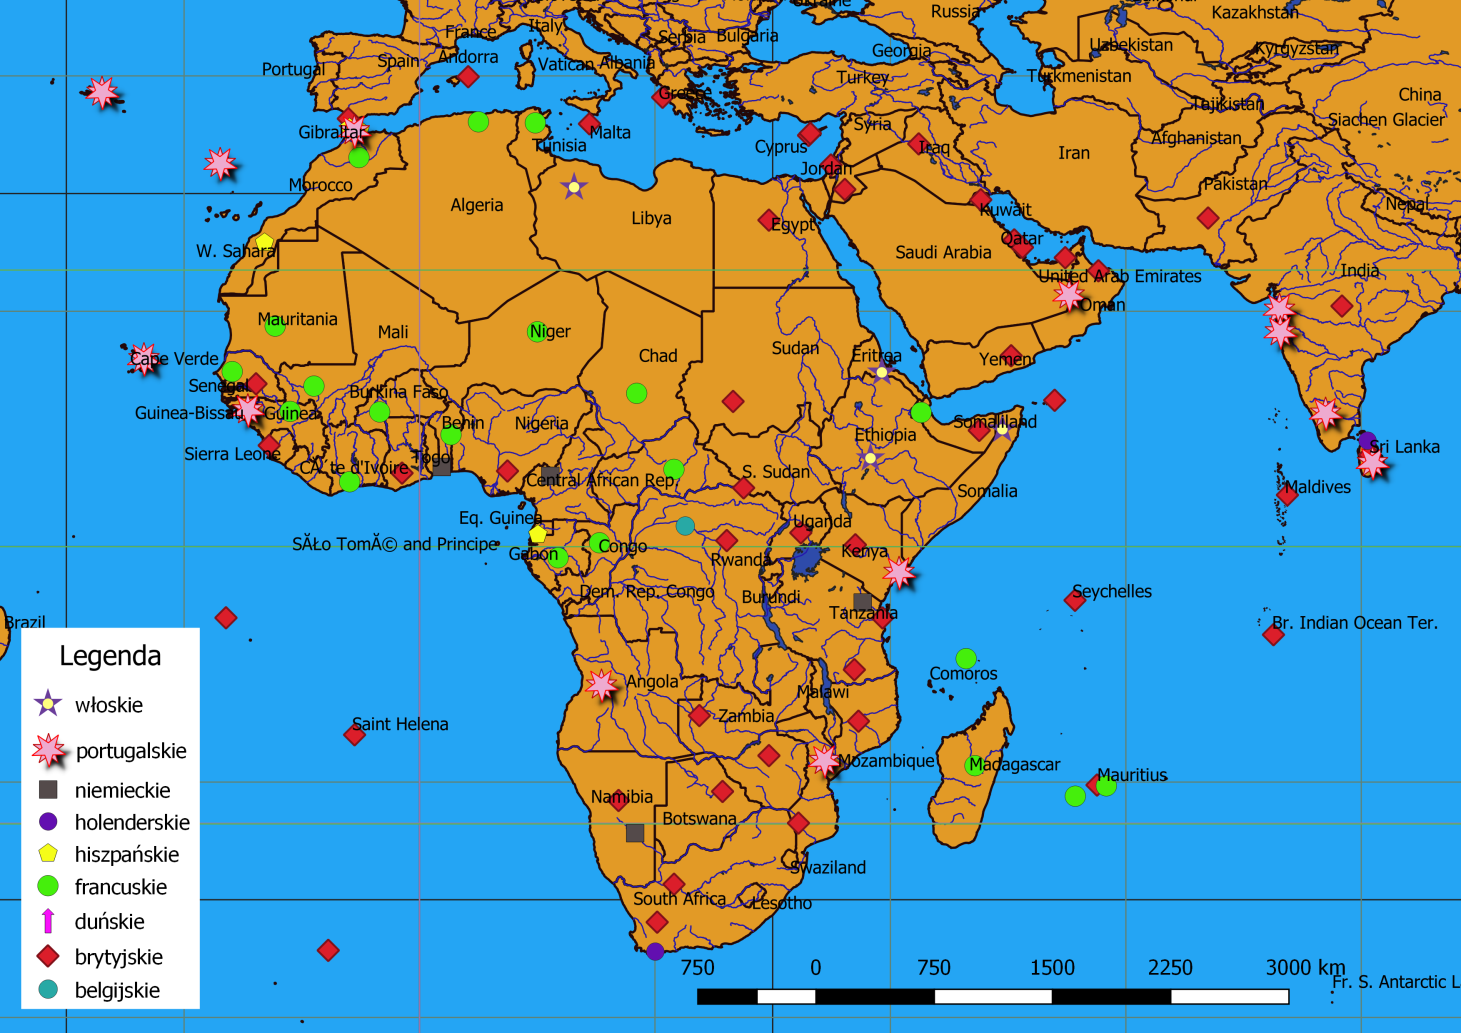 Ukraine
Russia
Kazakhstan
France
Italy
Serbia
Bulgaria
Georgia
Uzbekistan
Kyrgyzstan
Portugal
Spain
Andorra
Vatican
Albania
Turkey
Turkmenistan
Tajikistan
China
Greece
Siachen Glacier
Gibraltar
Malta
Syria
Afghanistan
Tunisia
Cyprus
Iraq
Iran
Jordan
Morocco
Pakistan
Nepal
Algeria
Libya
Egypt
Kuwait
W. Sahara
Saudi Arabia
Qatar
India
United Arab Emirates
Oman
Mauritania
Mali
Niger
Chad
Sudan
Eritrea
Yemen
Cape Verde
Senegal
Burkina Faso
Guinea-Bissau
Guinea
Benin
Nigeria
Somaliland
Ethiopia
Sierra Leone
CĂ´te d'Ivoire
Togo
Central African Rep.
S. Sudan
Sri Lanka
Somalia
Maldives
Eq. Guinea
Uganda
SĂŁo TomĂ© and Principe
Gabon
Congo
Rwanda
Kenya
Dem. Rep. Congo
Burundi
Tanzania
Seychelles
Brazil
Br. Indian Ocean Ter.
Comoros
Angola
Malawi
Zambia
Saint Helena
Mozambique
Madagascar
Mauritius
Namibia
Botswana
Swaziland
South Africa
Lesotho
Legenda
włoskie
portugalskie
niemieckie
holenderskie
hiszpańskie
francuskie
duńskie
brytyjskie
belgijskie
750 0 750 1500 2250 3000 km
Fr. S. Antarctic L